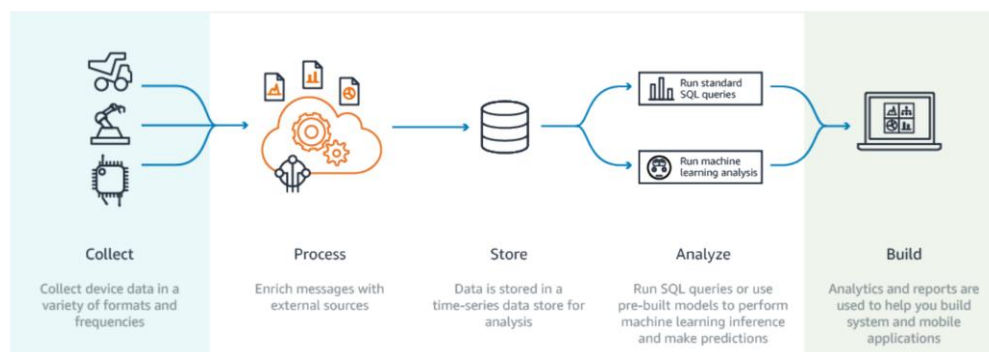 Run standard
SQL queries
Run machine
learning analysis
Collect
Collect device data in a
variety of formats and
frequencies
Process
Enrich messages with
external sources
Store
Data is stored in a
time-series data store for
analysis
Analyze
Run SQL queries or use
pre-built models to perform
machine learning inference
and make predictions
Build
Analytics and reports are
used to help you build
system and mobile
applications